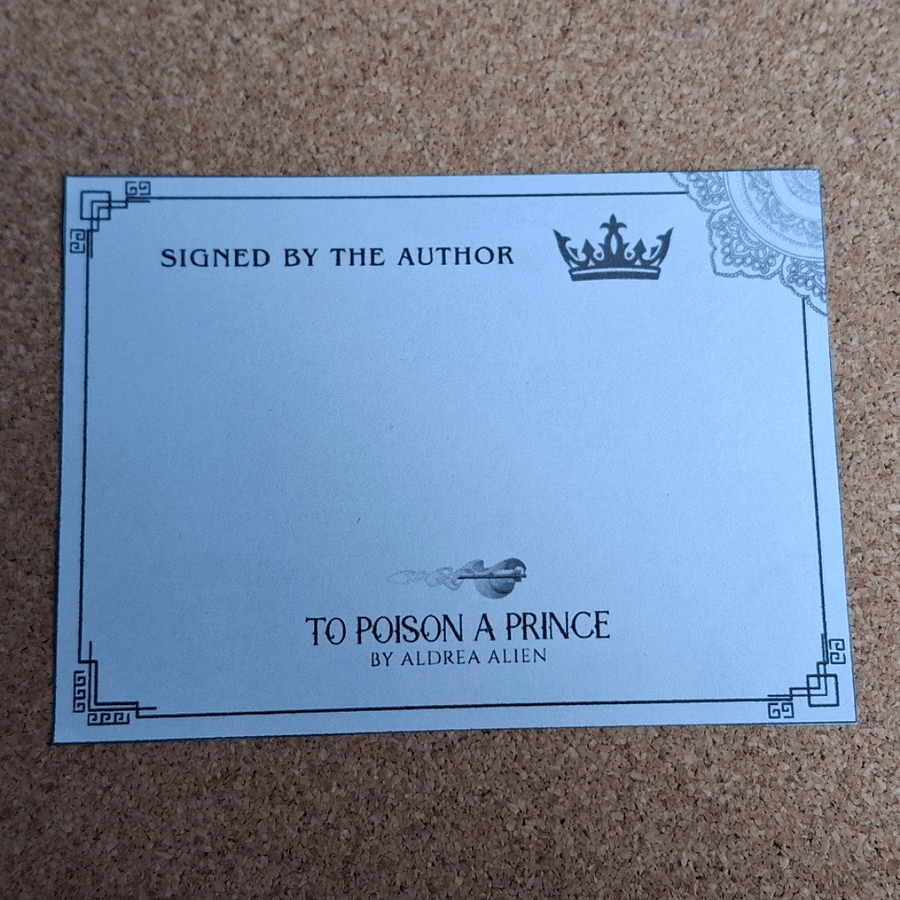 SIGNED BY THE AUTHOR
TO POISON A PRINCE
BY ALDREA ALIEN